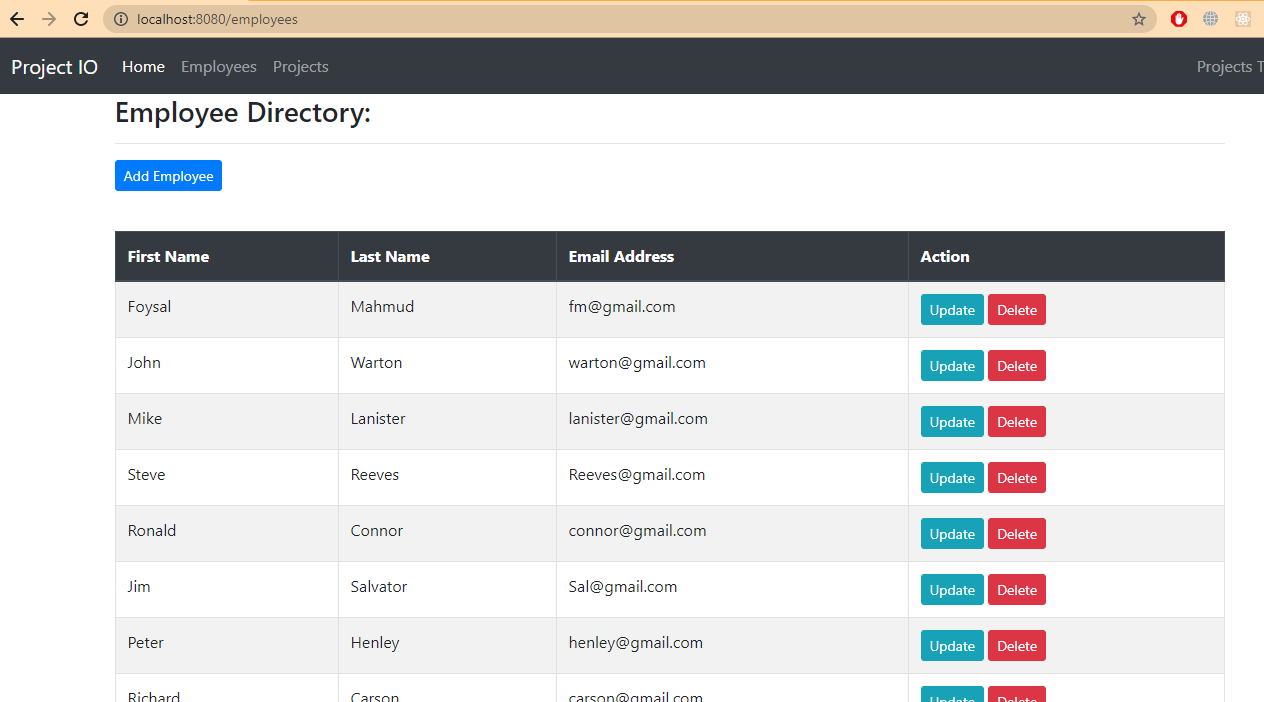 localhost:8080/employees
Project IO Home Employees Projects Projects T
Employee Directory:
Add Employee
First Name Last Name Email Address Action
Foysal Mahmud fm@gmail.com Update Delete
John Warton warton@gmail.com Update Delete
Mike Lanister lanister@gmail.com Update Delete
Steve Reeves Reeves@gmail.com Update Delete
Ronald Connor connor@gmail.com Update Delete
Jim Salvator Sal@gmail.com Update Delete
Peter Henley henley@gmail.com Update Delete
Richard Carson carson@gmail.com Update Delete